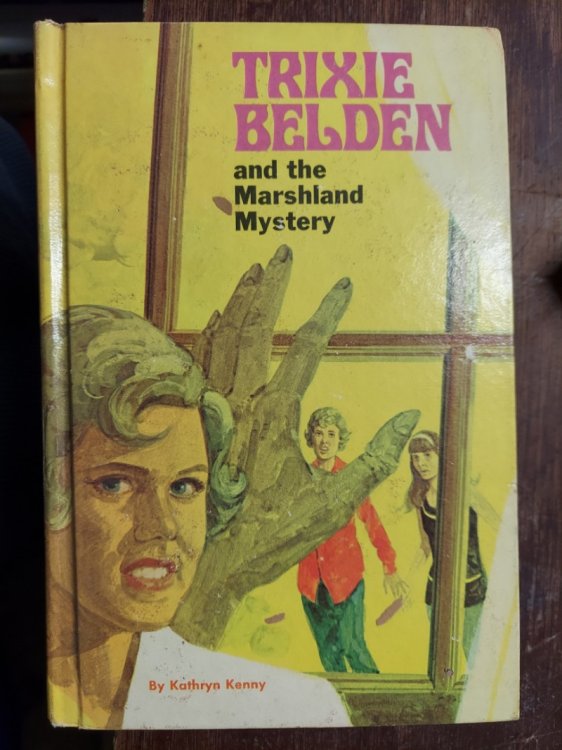 TRIXIE
BELDEN
and the
Marshland
Mystery
By Kathryn Kenny